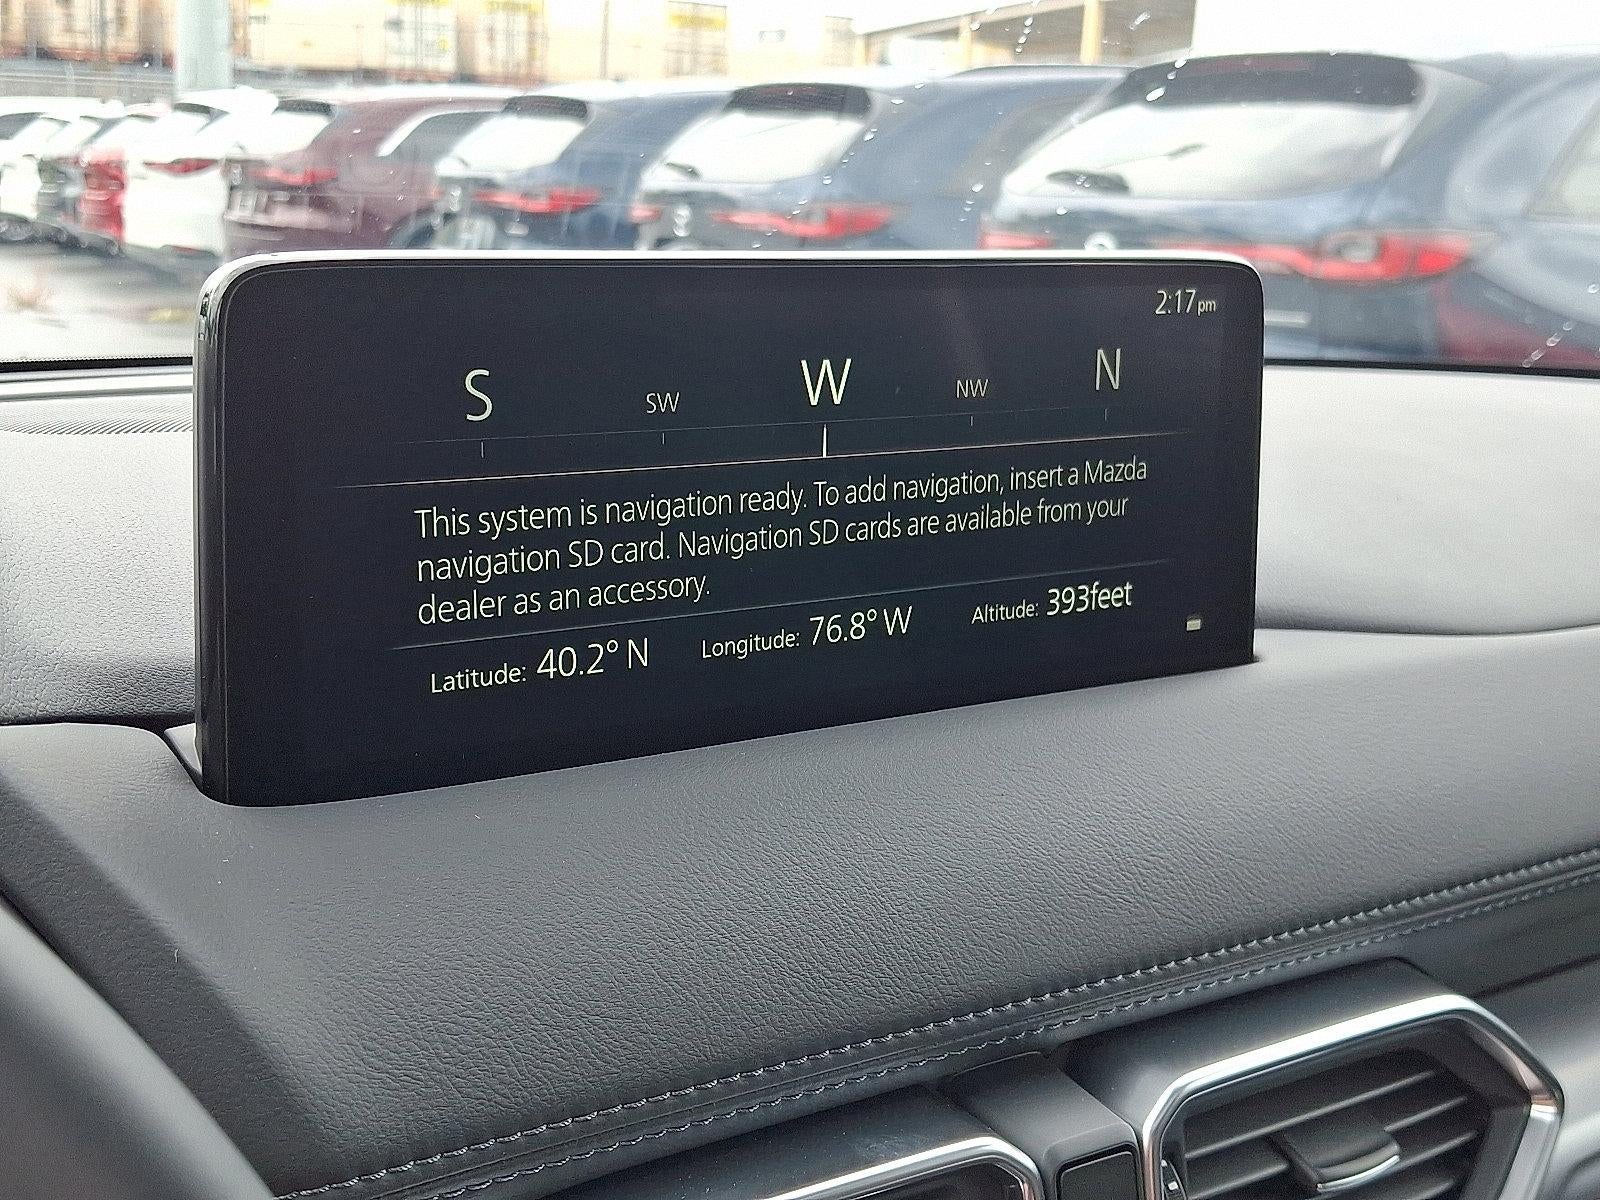 2:17pm
S SW W NW N
This system is navigation ready. To add navigation, insert a Mazda
navigation SD card. Navigation SD cards are available from your
dealer as an accessory.
Latitude: 40.2° N Longitude: 76.8° W Altitude: 393feet